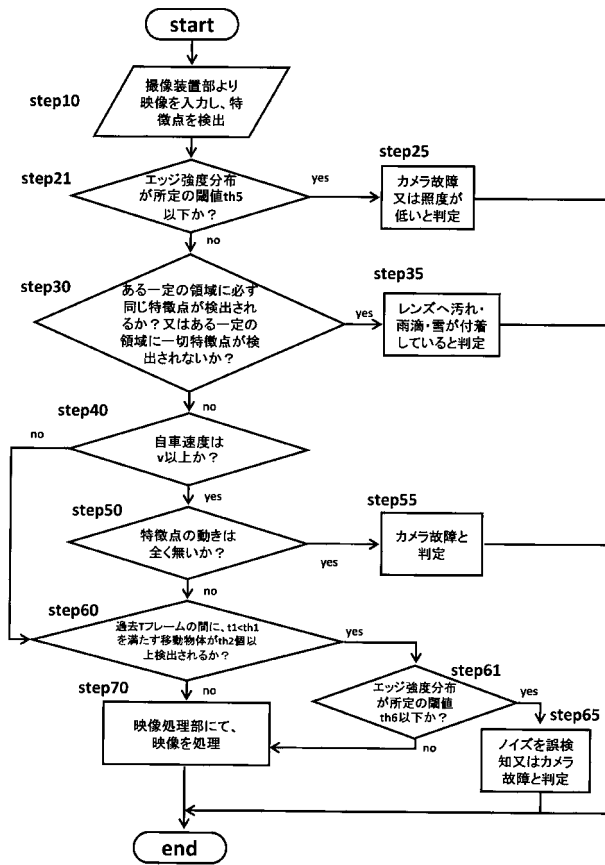 start
step10
撮像装置部より
映像を入力し、特
徴点を検出
step21
エッジ強度分布
が所定の閾値th5
以下か？
yes
step25
カメラ故障
又は照度が
低いと判定
no
step30
ある一定の領域に必ず
同じ特徴点が検出され
るか？又はある一定の
領域に一切特徴点が検
出されないか？
yes
step35
レンズへ汚れ・
雨滴・雪が付着
していると判定
no
step40
no
自車速度は
v以上か？
yes
step50
特徴点の動きは
全く無いか？
yes
step55
カメラ故障と
判定
no
step60
過去Tフレームの間に、t1<th1
を満たす移動物体がth2個以
上検出されるか？
yes
step61
エッジ強度分布
が所定の閾値
th6以下か？
yes
step65
ノイズを誤検
知又はカメラ
故障と判定
no
no
step70
映像処理部にて、
映像を処理
end